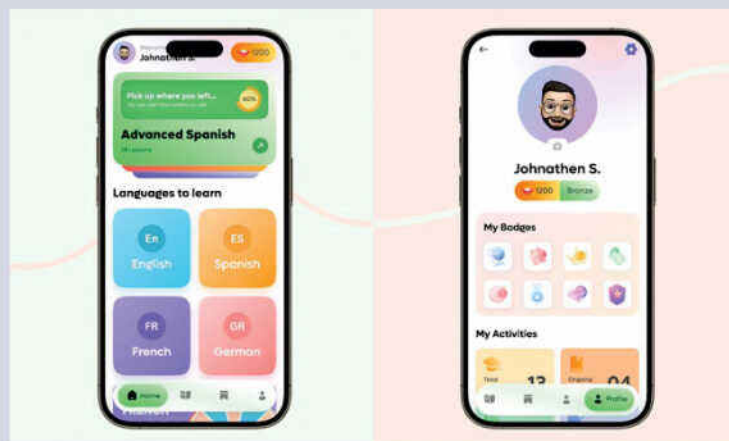 Johnathen S.
1200
Pick up where you left...
60%
Advanced Spanish
Languages to learn
En
English
ES
Spanish
FR
French
GR
German
Home
Johnathen S.
1200
Bronze
My Badges
My Activities
Total
13
04
Profile